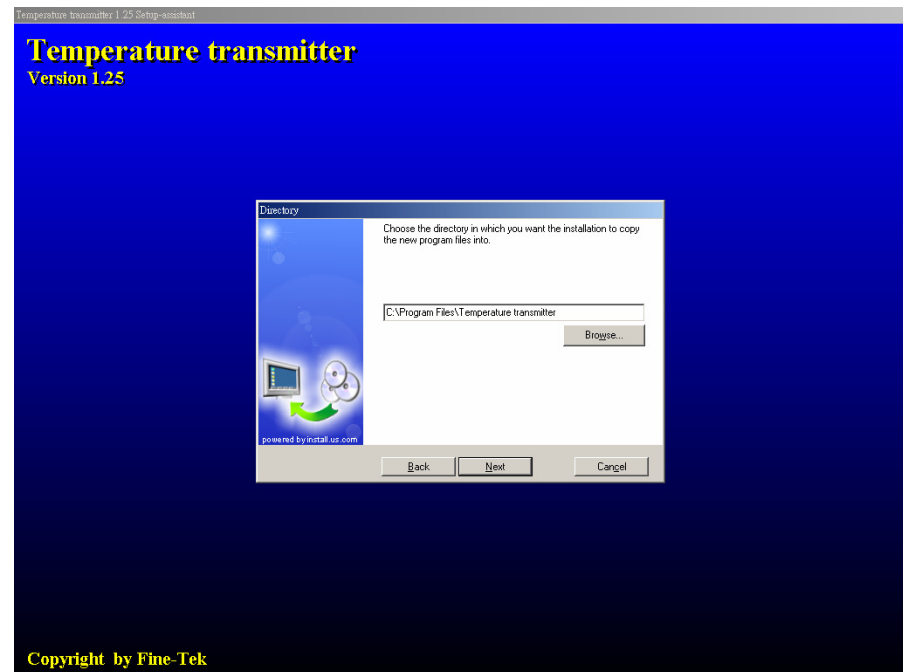 Temperature transmitter 1.25 Setup-assistant
Temperature transmitter
Version 1.25
Directory
Choose the directory in which you want the installation to copy
the new program files into.
C:\Program Files\Temperature transmitter
Browse...
powered by install.us.com
Back Next Cancel
Copyright by Fine-Tek